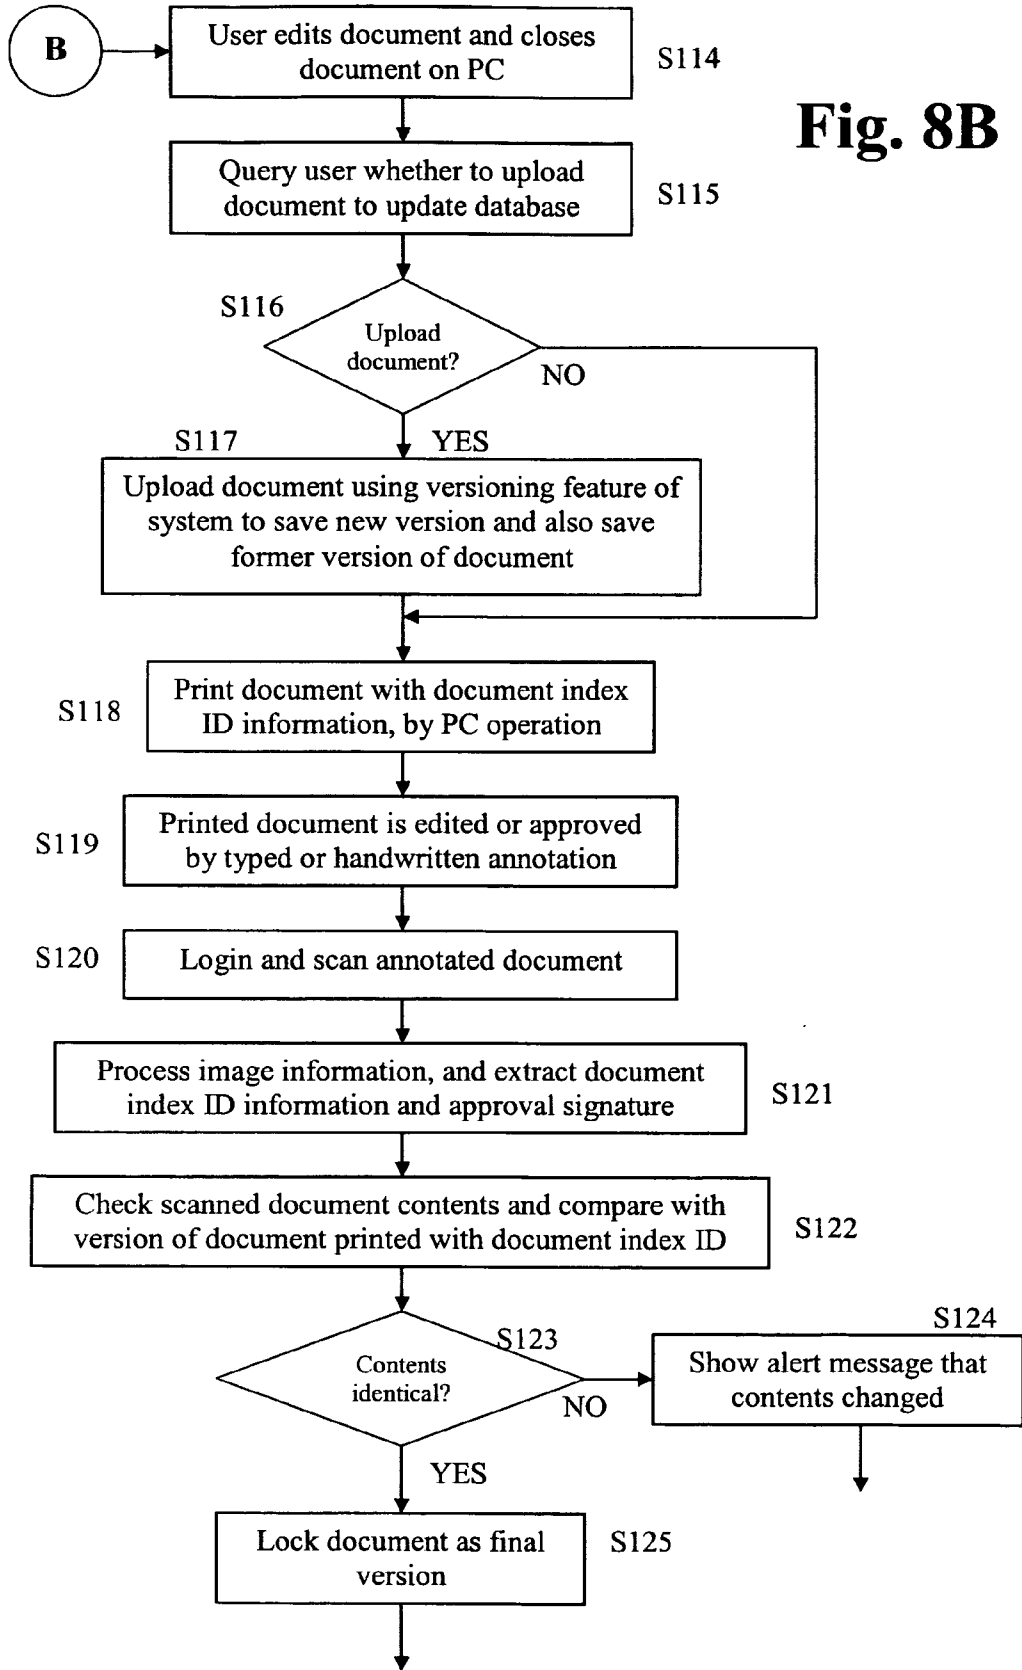 B
User edits document and closes
document on PC
S114
Fig. 8B
Query user whether to upload
document to update database
S115
S116
Upload
document?
NO
S117
YES
Upload document using versioning feature of
system to save new version and also save
former version of document
S118
Print document with document index
ID information, by PC operation
S119
Printed document is edited or approved
by typed or handwritten annotation
S120
Login and scan annotated document
Process image information, and extract document
index ID information and approval signature
S121
Check scanned document contents and compare with
version of document printed with document index ID
S122
S123
Contents
identical?
NO
S124
Show alert message that
contents changed
YES
Lock document as final
version
S125